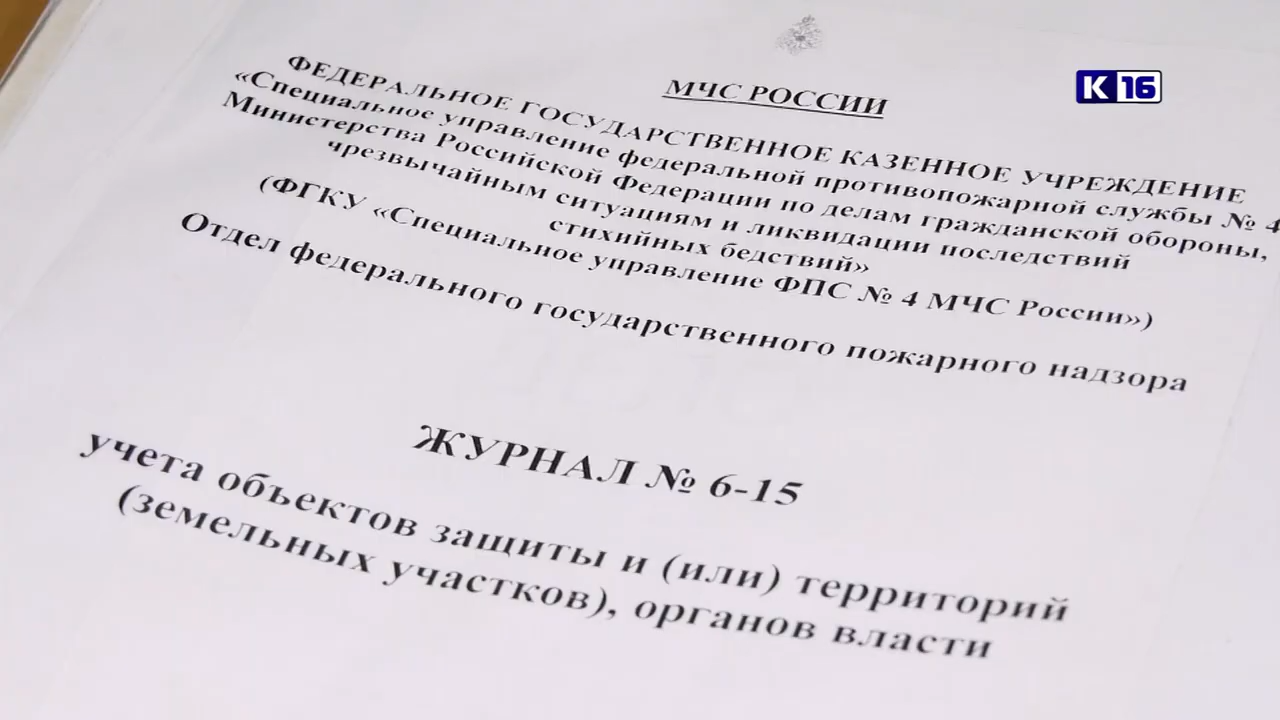 К 16
МЧС РОССИИ
ФЕДЕРАЛЬНОЕ ГОСУДАРСТВЕННОЕ КАЗЕННОЕ УЧРЕЖДЕНИЕ
«Специальное управление федеральной противопожарной службы № 4
Министерства Российской Федерации по делам гражданской обороны,
чрезвычайным ситуациям и ликвидации последствий
стихийных бедствий»
(ФГКУ «Специальное управление ФПС № 4 МЧС России»)
Отдел федерального государственного пожарного надзора
ЖУРНАЛ № 6-15
учета объектов защиты и (или) территорий
(земельных участков), органов власти